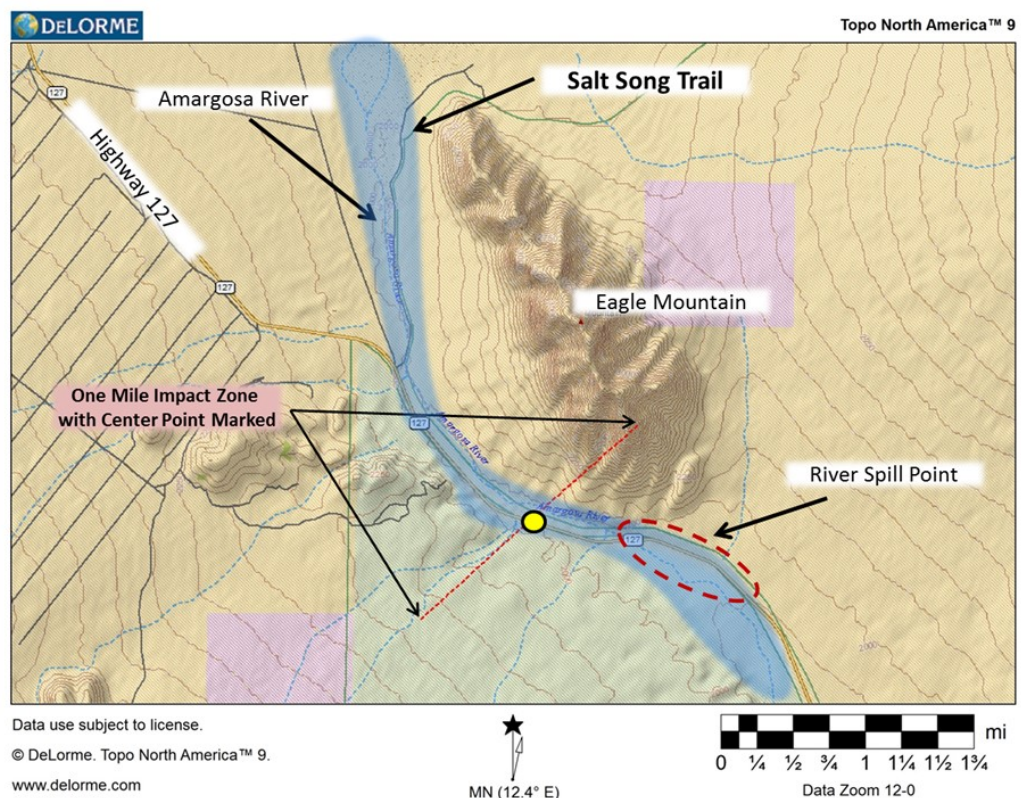 DELORME
Topo North America™ 9
127
Amargosa River
Salt Song Trail
Highway 127
127
Eagle Mountain
One Mile Impact Zone
with Center Point Marked
127
Amargosa River
River Spill Point
Amargosa River
127
2000
Data use subject to license.
© DeLorme. Topo North America™ 9.
www.delorme.com
MN (12.4° E)
mi
0 ¼ ½ ¾ 1 1¼ 1½ 1¾
Data Zoom 12-0